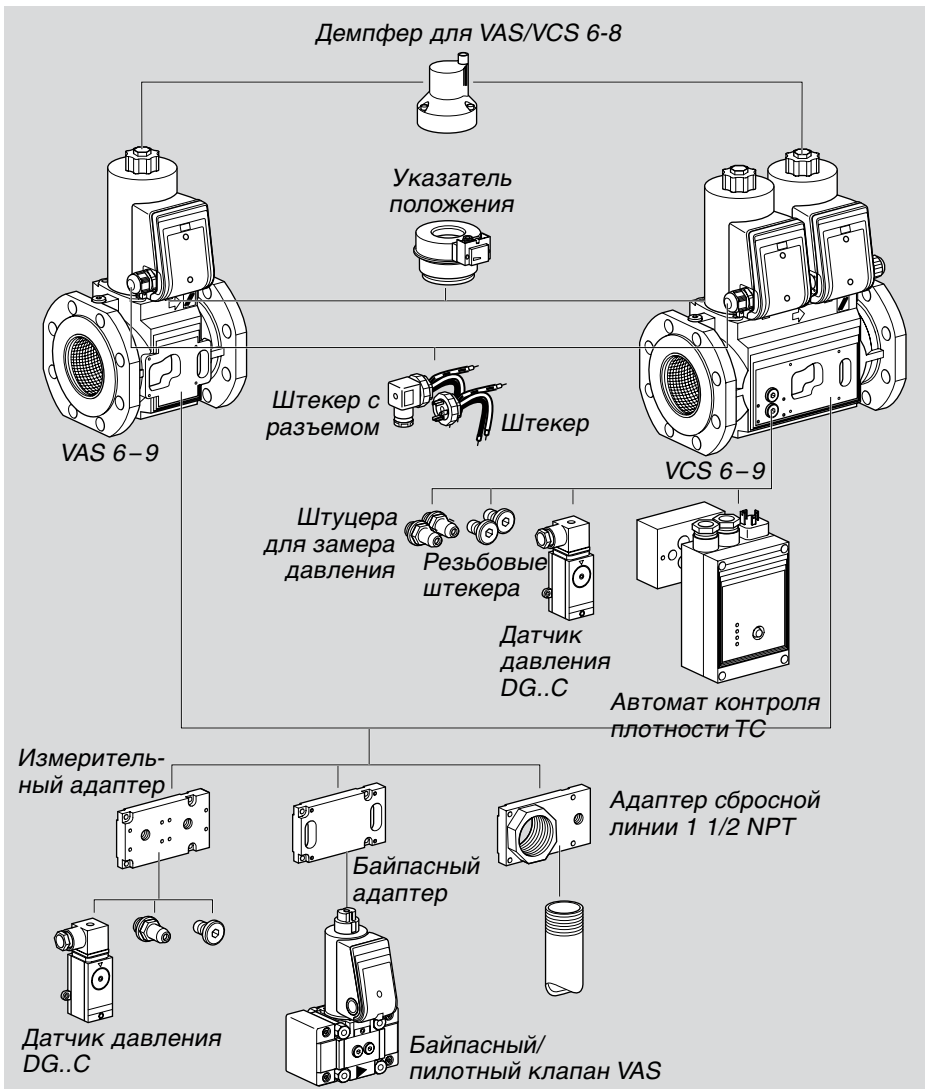 Демпфер для VAS/VCS 6-8
Указатель
положения
Штекер с
разъемом
Штекер
VAS 6–9
VCS 6–9
Штуцера
для замера
давления
Резьбовые
штекера
Датчик
давления
DG..C
Автомат контроля
плотности TC
Измеритель-
ный адаптер
Байпасный
адаптер
Адаптер сбросной
линии 1 1/2 NPT
Датчик давления
DG..C
Байпасный/
пилотный клапан VAS